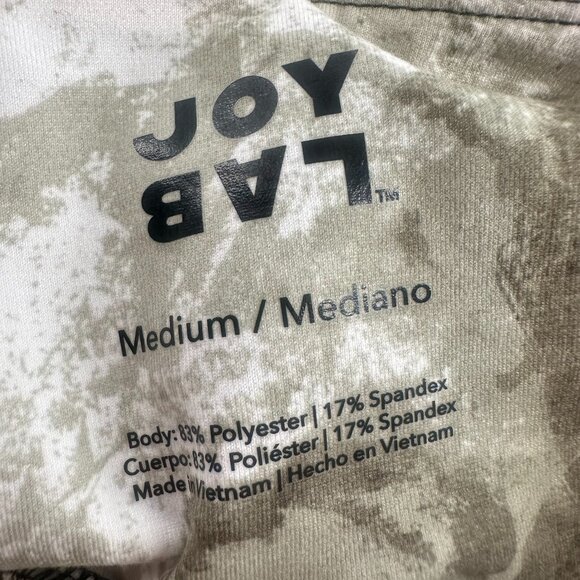 JOY
LAB™
Medium / Mediano
Body: 83% Polyester | 17% Spandex
Cuerpo: 83% Poliéster | 17% Spandex
Made in Vietnam | Hecho en Vietnam